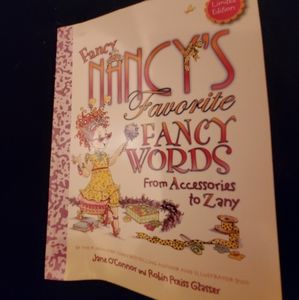 Limited
Edition
Fancy
NANCY'S
Favorite
FANCY
WORDS
From Accessories
to Zany
Jane O'Connor and Robin Preiss Glasser